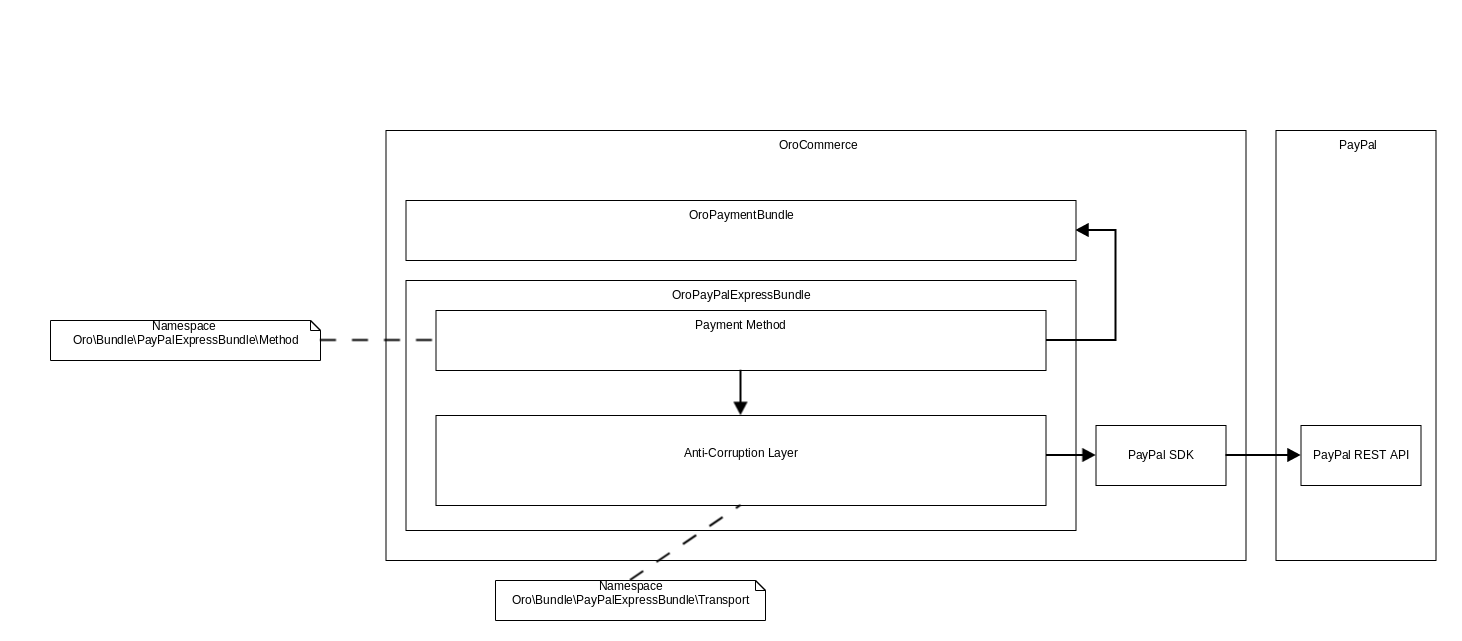 OroCommerce
PayPal
OroPaymentBundle
OroPayPalExpressBundle
Payment Method
Namespace
Oro\Bundle\PayPalExpressBundle\Method
Anti-Corruption Layer
PayPal SDK
PayPal REST API
Namespace
Oro\Bundle\PayPalExpressBundle\Transport